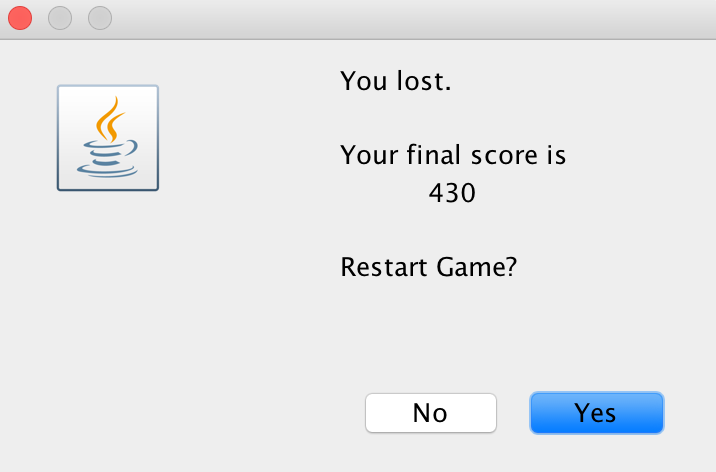 You lost.
Your final score is
430
Restart Game?
No
Yes